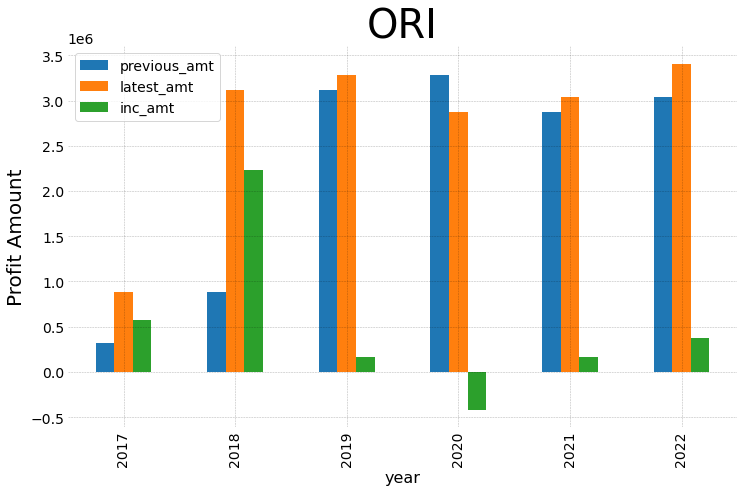 ORI
1e6
3.5
3.0
2.5
2.0
1.5
1.0
0.5
0.0
−0.5
Profit Amount
previous_amt
latest_amt
inc_amt
2017
2018
2019
2020
2021
2022
year